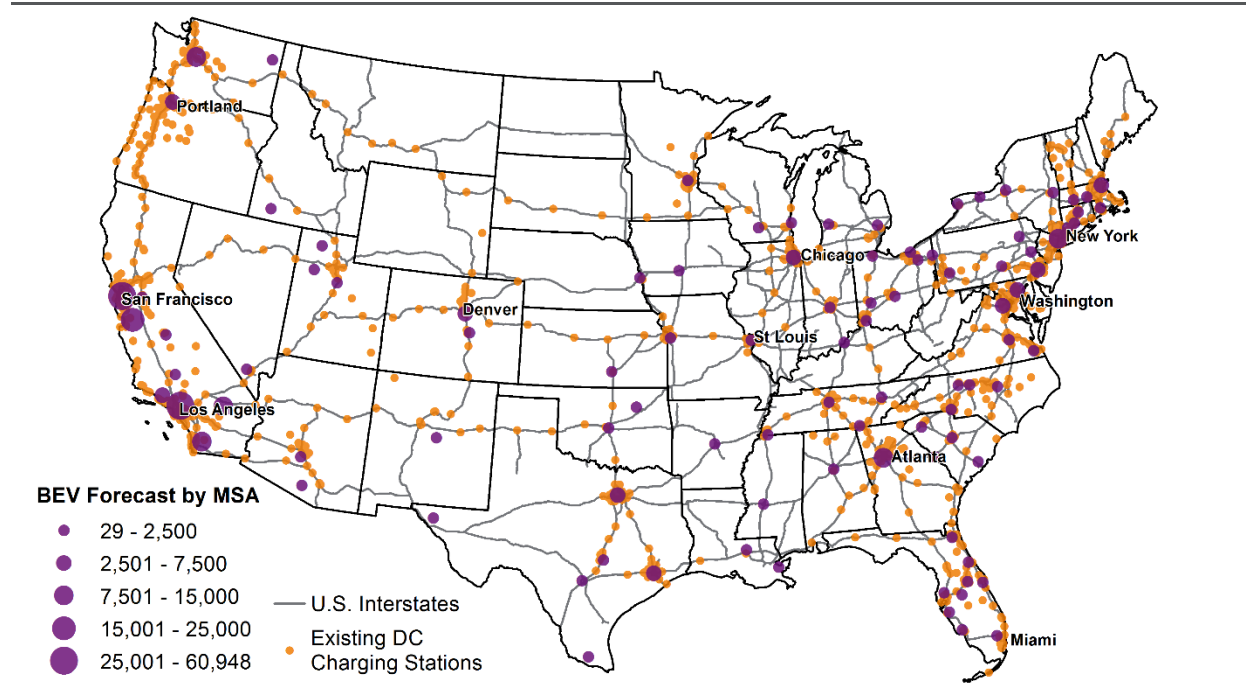 Portland
New York
Chicago
San Francisco
Washington
Denver
St Louis
Los Angeles
Atlanta
BEV Forecast by MSA
29 - 2,500
2,501 - 7,500
7,501 - 15,000
15,001 - 25,000
25,001 - 60,948
U.S. Interstates
Existing DC
Charging Stations
Miami